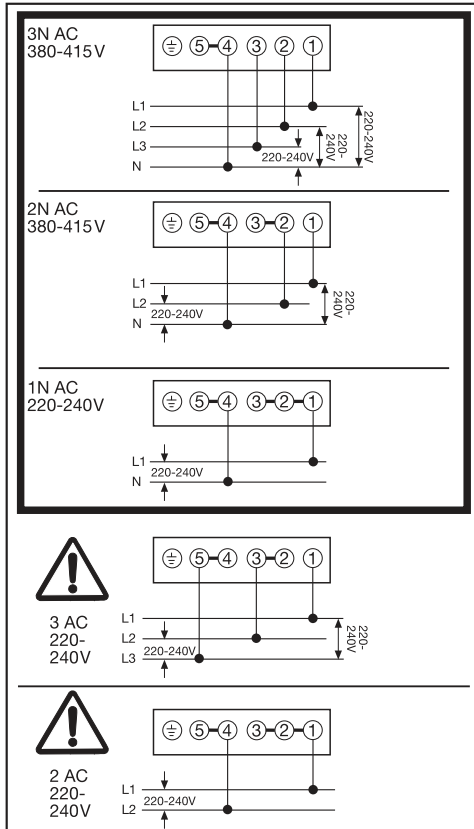 3N AC
380-415V
⏚ 5 4 3 2 1
L1
L2
L3
N
220-240V
220-
240V
220-240V
2N AC
380-415V
⏚ 5 4 3 2 1
L1
L2
N
220-240V
220-
240V
1N AC
220-240V
⏚ 5 4 3 2 1
L1
N
220-240V
3 AC
220-
240V
⏚ 5 4 3 2 1
L1
L2
L3
220-240V
220-
240V
2 AC
220-
240V
⏚ 5 4 3 2 1
L1
L2
220-240V